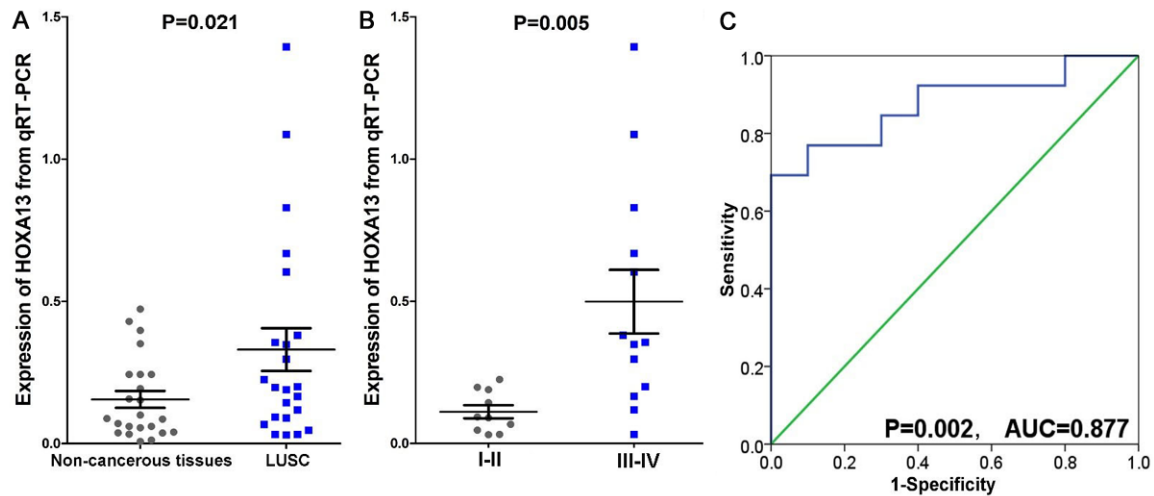 A
P=0.021
Expression of HOXA13 from qRT-PCR
1.5
1.0
0.5
0.0
Non-cancerous tissues
LUSC
B
P=0.005
Expression of HOXA13 from qRT-PCR
1.5
1.0
0.5
0.0
I-II
III-IV
C
Sensitivity
1.0
0.8
0.6
0.4
0.2
0.0
P=0.002, AUC=0.877
0.0 0.2 0.4 0.6 0.8 1.0
1-Specificity